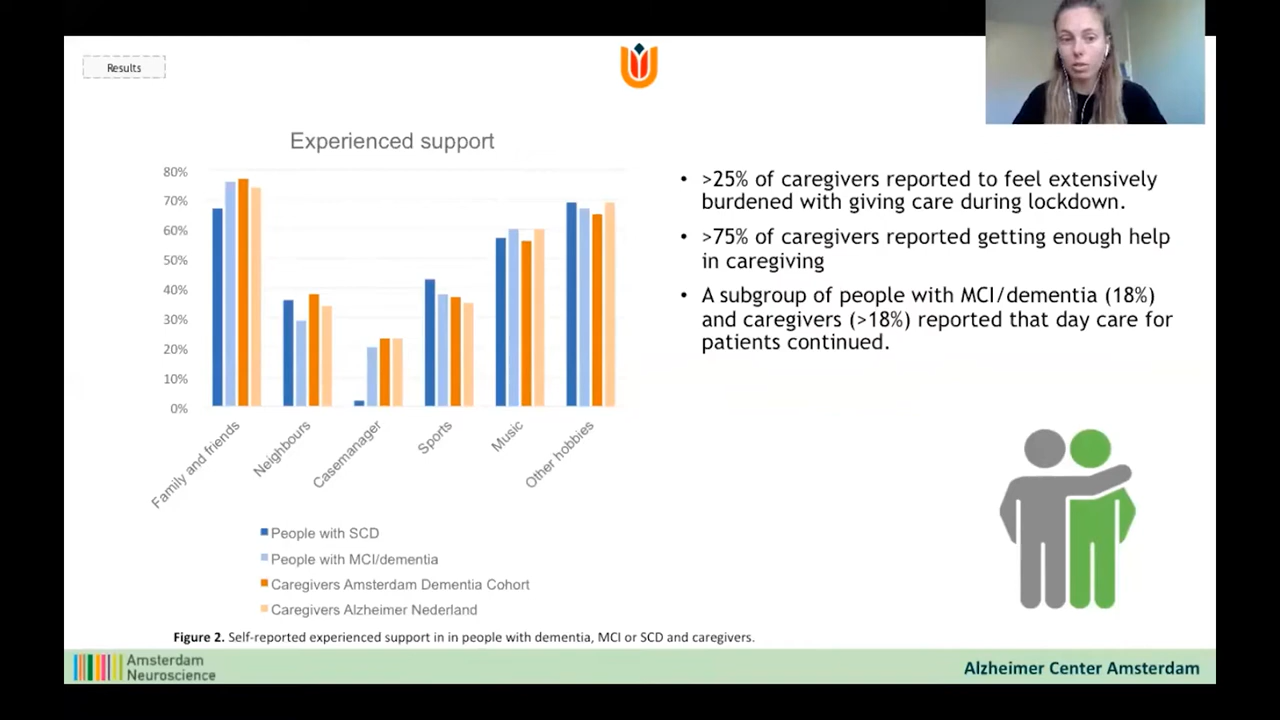 Results
Experienced support
80%
70%
60%
50%
40%
30%
20%
10%
0%
Family and friends
Neighbours
Casemanager
Sports
Music
Other hobbies
People with SCD
People with MCI/dementia
Caregivers Amsterdam Dementia Cohort
Caregivers Alzheimer Nederland
Figure 2. Self-reported experienced support in in people with dementia, MCI or SCD and caregivers.
• >25% of caregivers reported to feel extensively
burdened with giving care during lockdown.
• >75% of caregivers reported getting enough help
in caregiving
• A subgroup of people with MCI/dementia (18%)
and caregivers (>18%) reported that day care for
patients continued.
Amsterdam
Neuroscience
Alzheimer Center Amsterdam